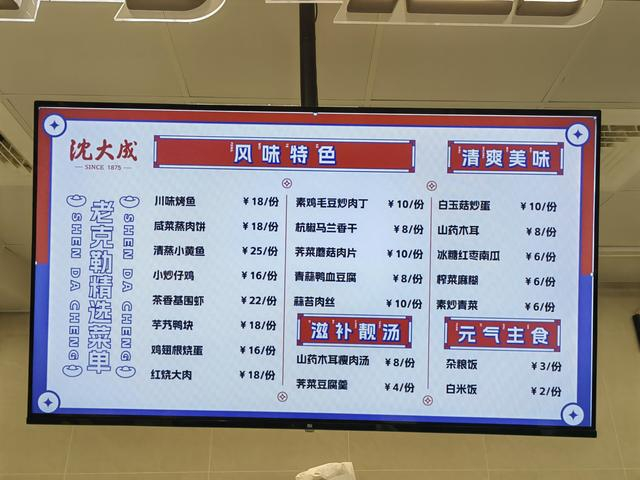 沈大成
SINCE 1875
老克勒精选菜单
SHEN DA CHENG
SHEN DA CHENG
风味特色
川味烤鱼 ¥18/份
咸菜蒸肉饼 ¥18/份
清蒸小黄鱼 ¥25/份
小炒仔鸡 ¥16/份
茶香基围虾 ¥22/份
芋艿鸭块 ¥18/份
鸡翅根烧蛋 ¥16/份
红烧大肉 ¥18/份
素鸡毛豆炒肉丁 ¥10/份
杭椒马兰香干 ¥8/份
荠菜蘑菇肉片 ¥10/份
青蒜鸭血豆腐 ¥8/份
蒜苔肉丝 ¥10/份
滋补靓汤
山药木耳瘦肉汤 ¥8/份
荠菜豆腐羹 ¥4/份
清爽美味
白玉菇炒蛋 ¥10/份
山药木耳 ¥8/份
冰糖红枣南瓜 ¥6/份
榨菜麻糊 ¥6/份
素炒青菜 ¥6/份
元气主食
杂粮饭 ¥3/份
白米饭 ¥2/份